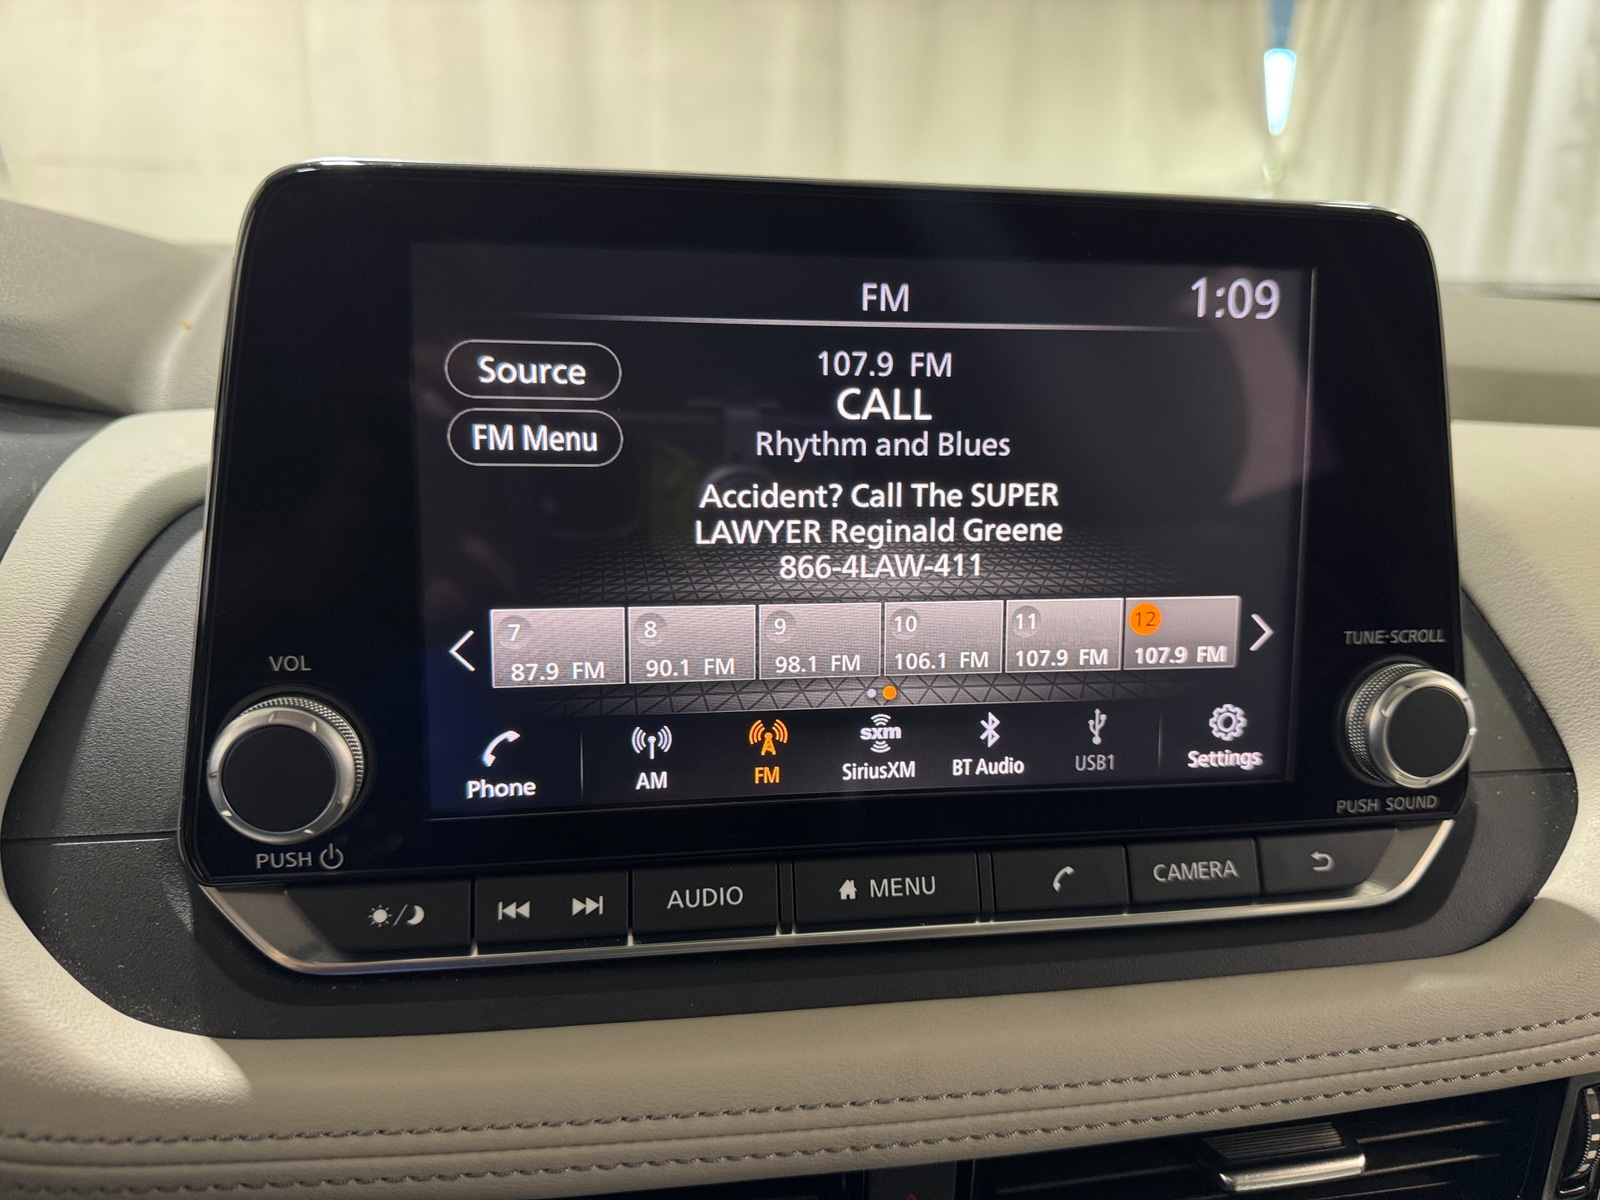 FM
1:09
Source
FM Menu
107.9 FM
CALL
Rhythm and Blues
Accident? Call The SUPER
LAWYER Reginald Greene
866-4LAW-411
7
87.9 FM
8
90.1 FM
9
98.1 FM
10
106.1 FM
11
107.9 FM
12
107.9 FM
Phone
AM
FM
sxm
SiriusXM
BT Audio
USB1
Settings
VOL
PUSH
TUNE-SCROLL
PUSH SOUND
AUDIO
MENU
CAMERA